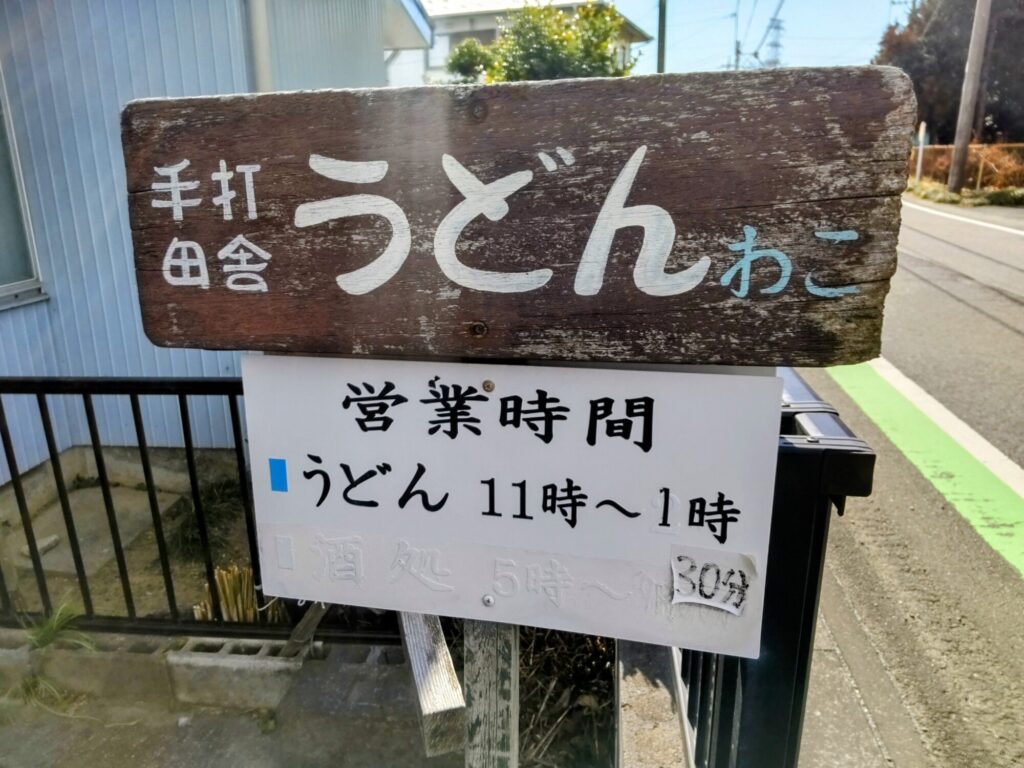 手打
田舎
うどん
わこ
営業時間
うどん 11時～1時
30分
酒処 5時～